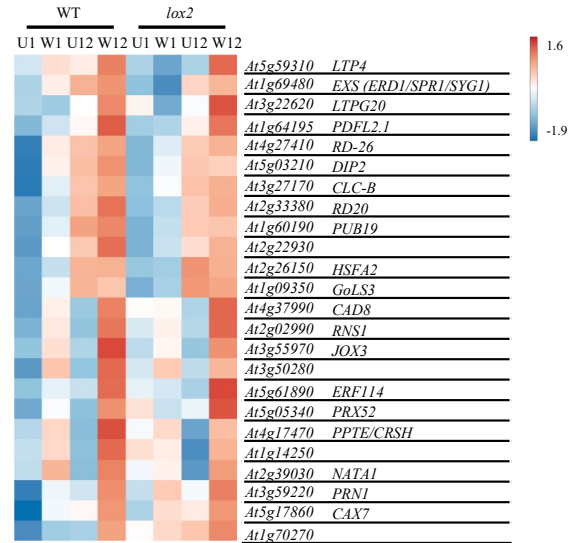 WT lox2
U1 W1 U12 W12 U1 W1 U12 W12
1.6
-1.9
At5g59310 LTP4
At1g69480 EXS (ERD1/SPR1/SYG1)
At3g22620 LTPG20
At1g64195 PDFL2.1
At4g27410 RD-26
At5g03210 DIP2
At3g27170 CLC-B
At2g33380 RD20
At1g60190 PUB19
At2g22930
At2g26150 HSFA2
At1g09350 GoLS3
At4g37990 CAD8
At2g02990 RNS1
At3g55970 JOX3
At3g50280
At5g61890 ERF114
At5g05340 PRX52
At4g17470 PPTE/CRSH
At1g14250
At2g39030 NATA1
At3g59220 PRN1
At5g17860 CAX7
At1g70270